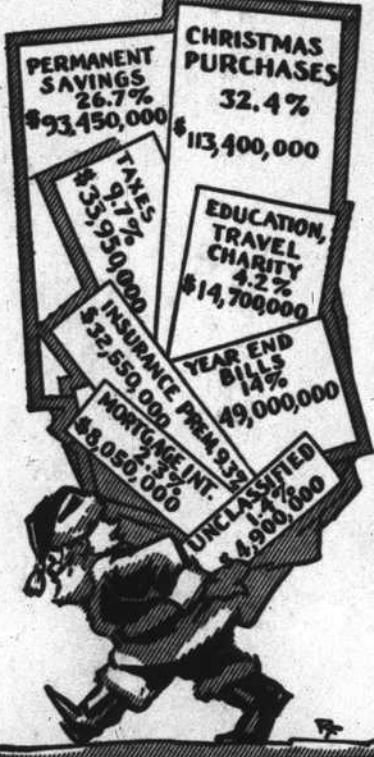 PERMANENT
SAVINGS
26.7%
$93,450,000
CHRISTMAS
PURCHASES
32.4%
$113,400,000
TAXES
9.7%
$33,950,000
EDUCATION,
TRAVEL
CHARITY
4.2%
$14,700,000
INSURANCE PREM. 9.3%
$32,550,000
YEAR END
BILLS
14%
49,000,000
MORTGAGE INT.
2.3%
$8,050,000
UNCLASSIFIED
1.4%
$4,900,000